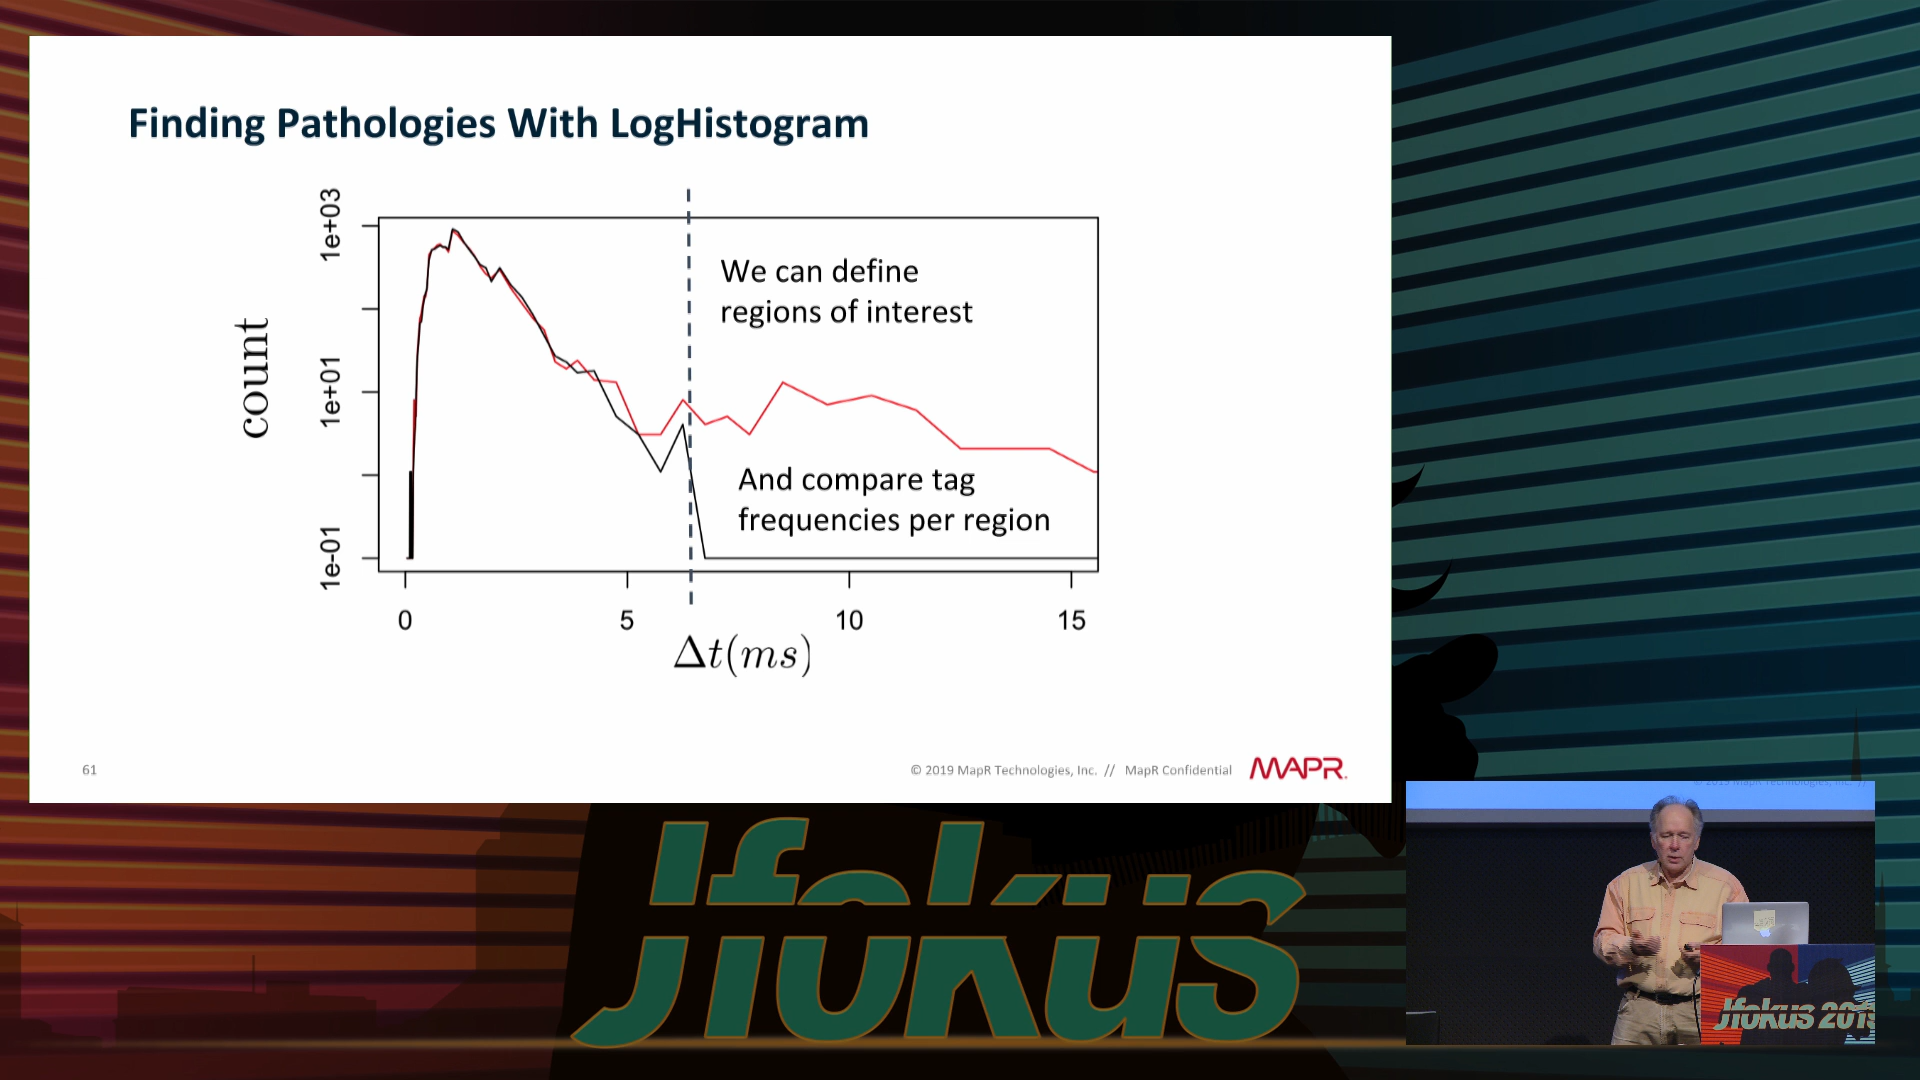 Finding Pathologies With LogHistogram
1e+03
We can define
regions of interest
count
1e+01
And compare tag
frequencies per region
1e-01
0 5 10 15
Δt(ms)
61
© 2019 MapR Technologies, Inc. // MapR Confidential
MAPR
Jfokus
Jfokus 2019